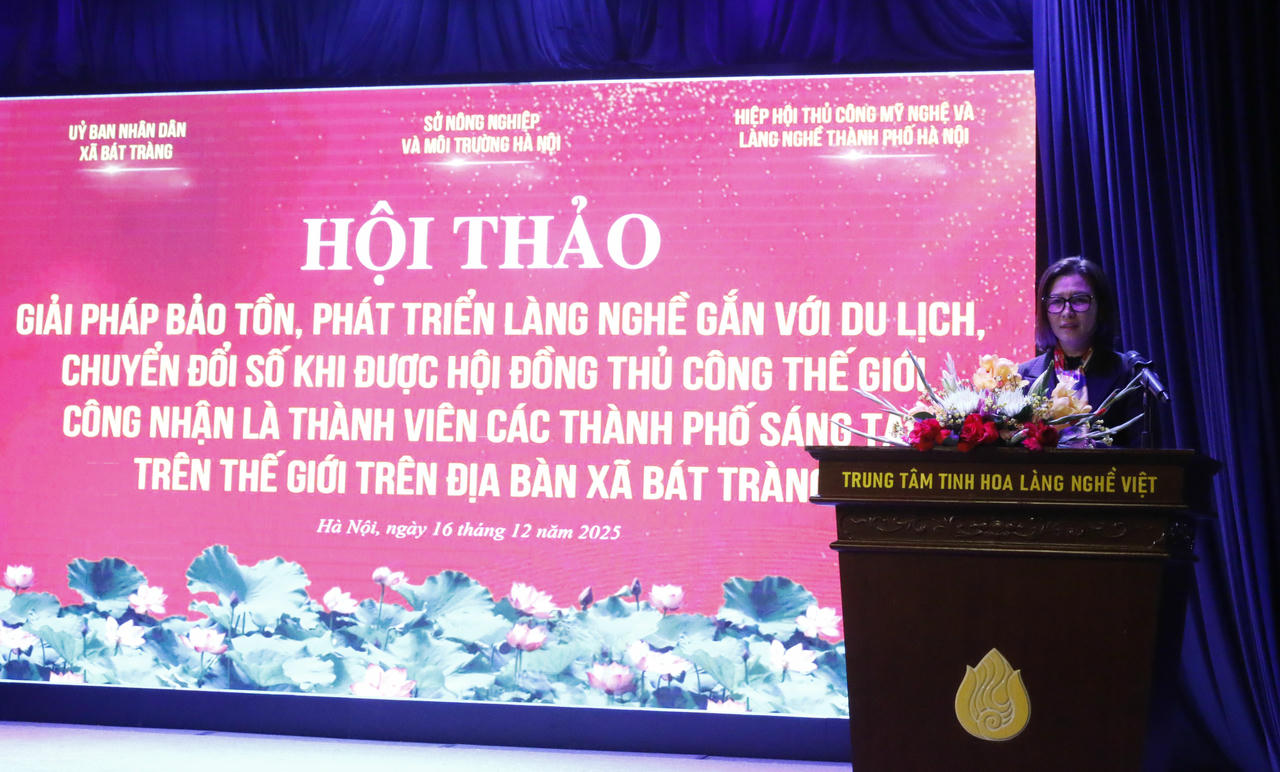 UỶ BAN NHÂN DÂN
XÃ BÁT TRÀNG
SỞ NÔNG NGHIỆP
VÀ MÔI TRƯỜNG HÀ NỘI
HIỆP HỘI THỦ CÔNG MỸ NGHỆ VÀ
LÀNG NGHỀ THÀNH PHỐ HÀ NỘI
HỘI THẢO
GIẢI PHÁP BẢO TỒN, PHÁT TRIỂN LÀNG NGHỀ GẮN VỚI DU LỊCH,
CHUYỂN ĐỔI SỐ KHI ĐƯỢC HỘI ĐỒNG THỦ CÔNG THẾ GIỚI
CÔNG NHẬN LÀ THÀNH VIÊN CÁC THÀNH PHỐ SÁNG
TRÊN THẾ GIỚI TRÊN ĐỊA BÀN XÃ BÁT TRÀNG
Hà Nội, ngày 16 tháng 12 năm 2025
TRUNG TÂM TINH HOA LÀNG NGHỀ VIỆT